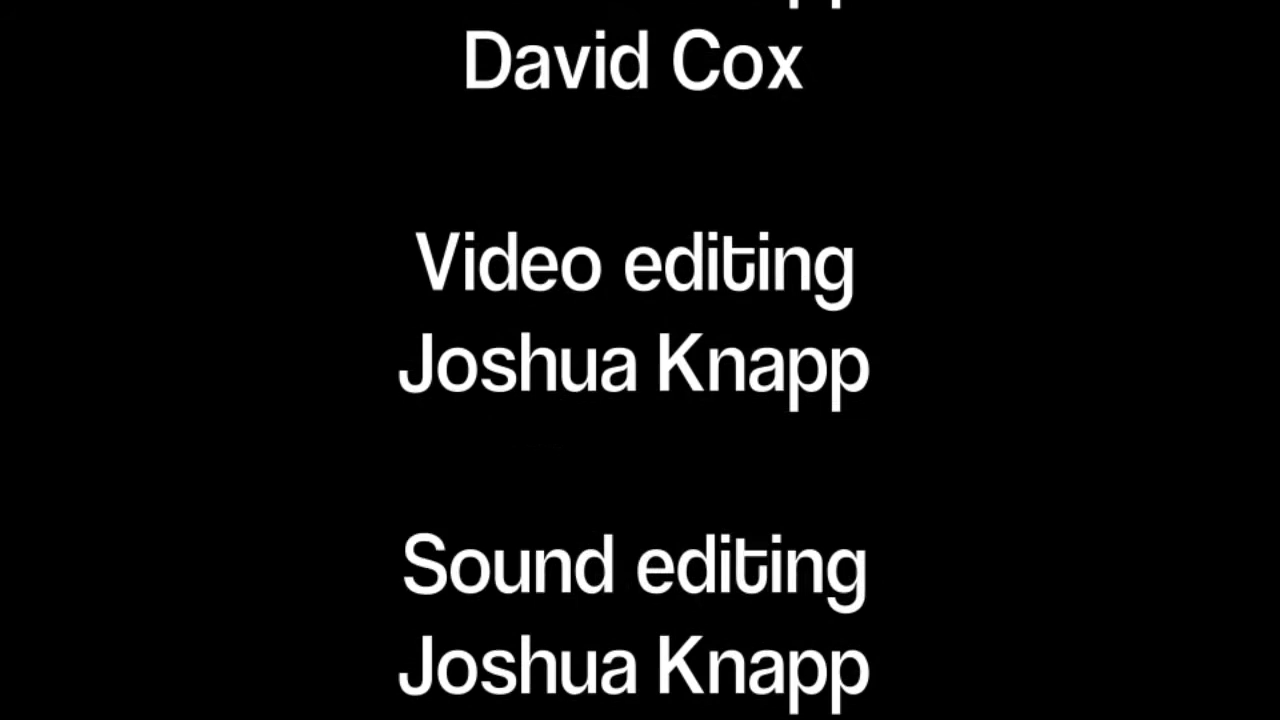 David Cox
Video editing
Joshua Knapp
Sound editing
Joshua Knapp